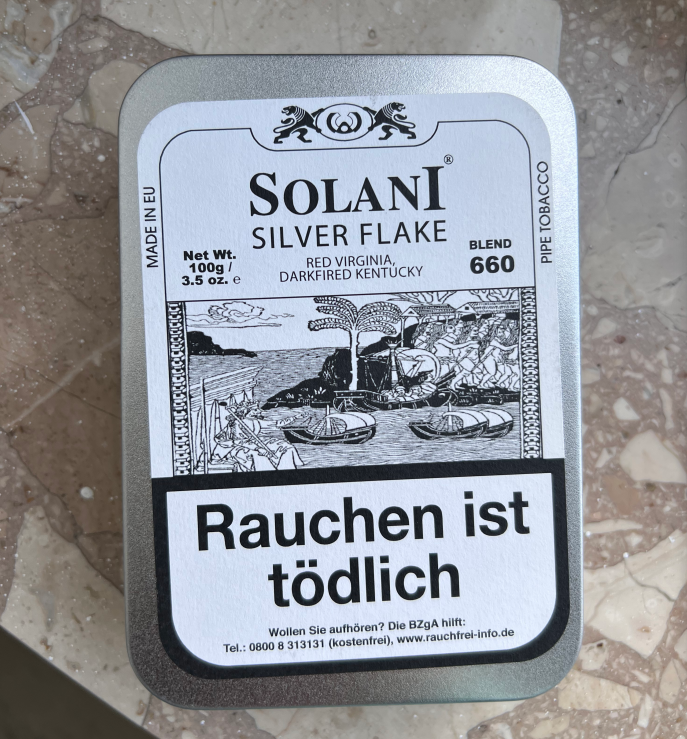 SOLANI®
SILVER FLAKE
RED VIRGINIA,
DARKFIRED KENTUCKY
MADE IN EU
Net Wt.
100g /
3.5 oz. ℮
BLEND
660
PIPE TOBACCO
Rauchen ist
tödlich
Wollen Sie aufhören? Die BZgA hilft:
Tel.: 0800 8 313131 (kostenfrei), www.rauchfrei-info.de